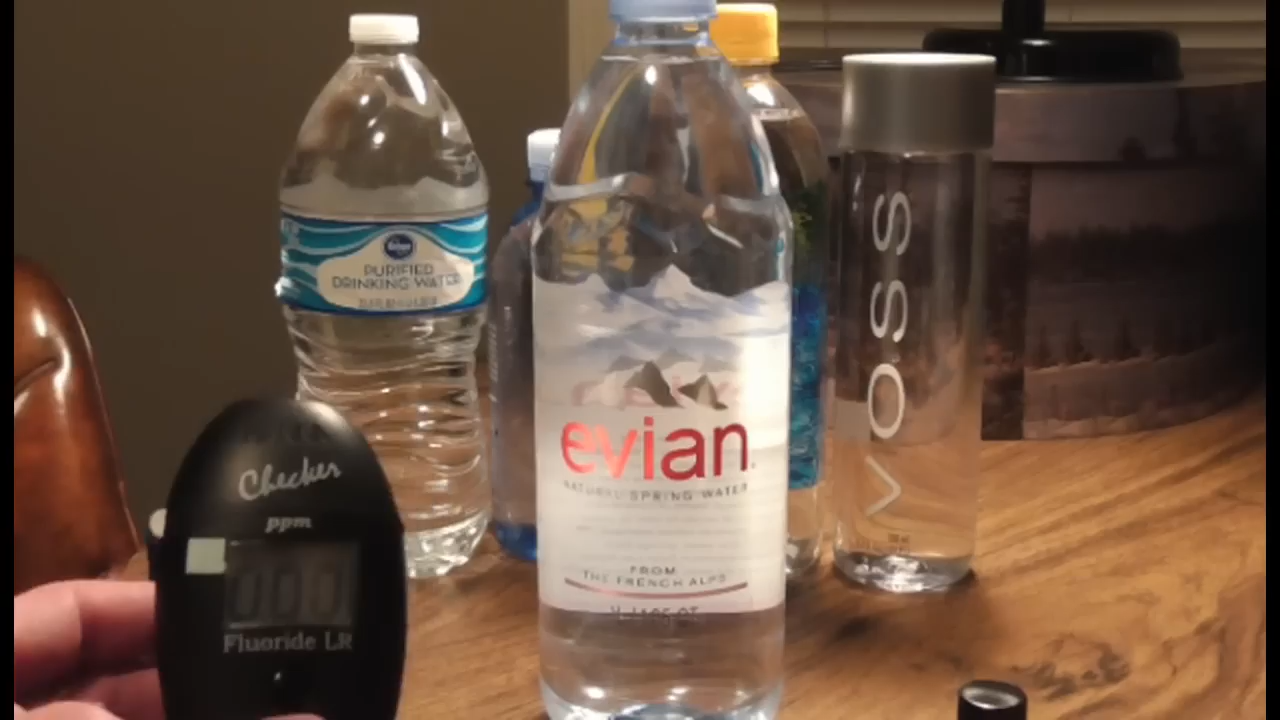 PURIFIED
DRINKING WATER
evian
NATURAL SPRING WATER
FROM
THE FRENCH ALPS
VOSS
Checker
ppm
Fluoride LR